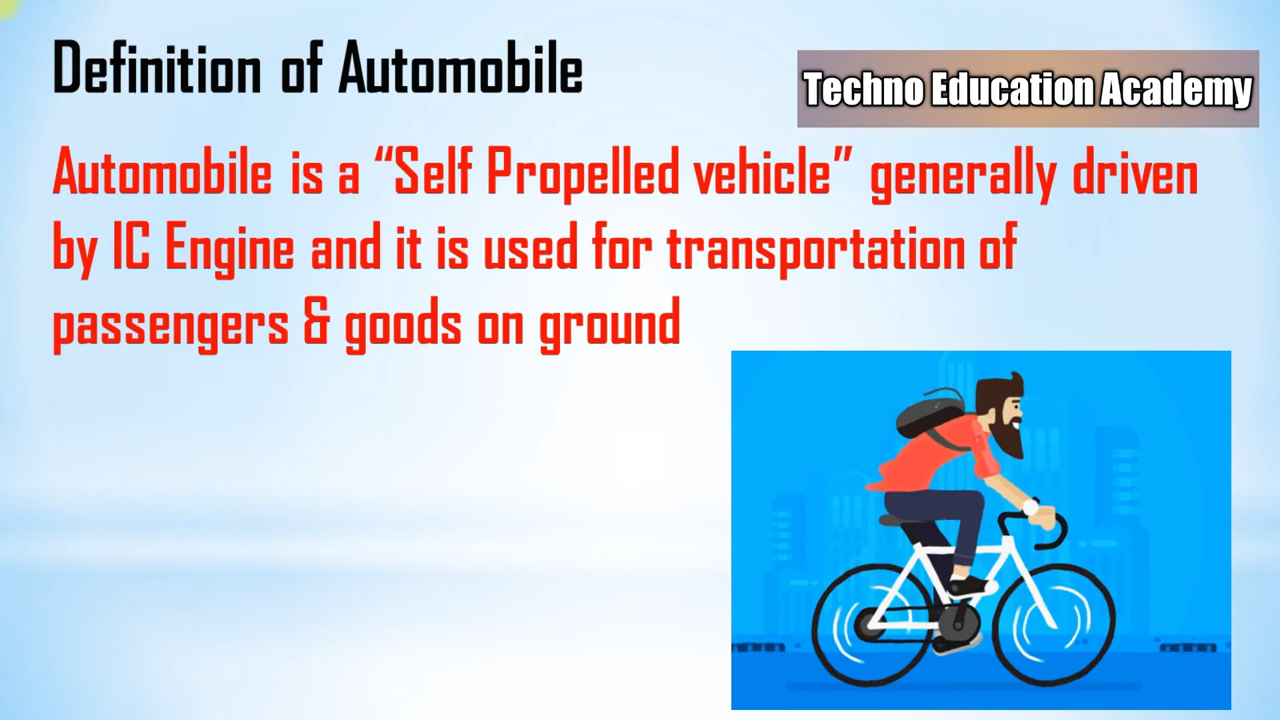 Definition of Automobile
Techno Education Academy
Automobile is a “Self Propelled vehicle” generally driven
by IC Engine and it is used for transportation of
passengers & goods on ground